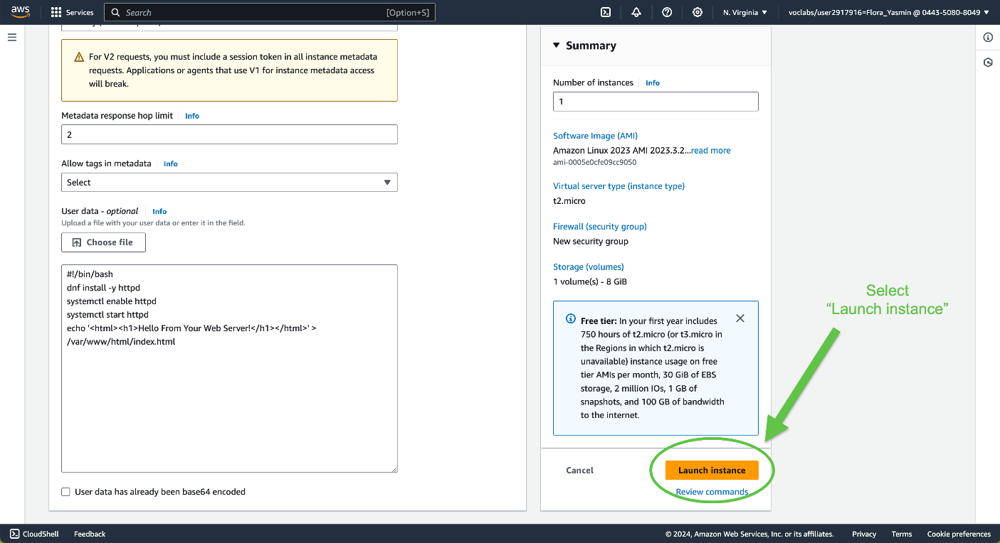 aws
Services
Search
[Option+S]
N. Virginia
voclabs/user2917916=Flora_Yasmin @ 0443-5080-8049
For V2 requests, you must include a session token in all instance metadata
requests. Applications or agents that use V1 for instance metadata access
will break.
Metadata response hop limit
Info
2
Allow tags in metadata
Info
Select
User data - optional
Info
Upload a file with your user data or enter it in the field.
Choose file
#!/bin/bash
dnf install -y httpd
systemctl enable httpd
systemctl start httpd
echo '<html><h1>Hello From Your Web Server!</h1></html>' >
/var/www/html/index.html
User data has already been base64 encoded
Summary
Number of instances
Info
1
Software Image (AMI)
Amazon Linux 2023 AMI 2023.3.2...read more
ami-0005e0cfe09cc9050
Virtual server type (instance type)
t2.micro
Firewall (security group)
New security group
Storage (volumes)
1 volume(s) - 8 GiB
Free tier: In your first year includes
750 hours of t2.micro (or t3.micro in
the Regions in which t2.micro is
unavailable) instance usage on free
tier AMIs per month, 30 GiB of EBS
storage, 2 million IOs, 1 GB of
snapshots, and 100 GB of bandwidth
to the internet.
Cancel
Launch instance
Review commands
Select
“Launch instance”
CloudShell
Feedback
© 2024, Amazon Web Services, Inc. or its affiliates.
Privacy
Terms
Cookie preferences